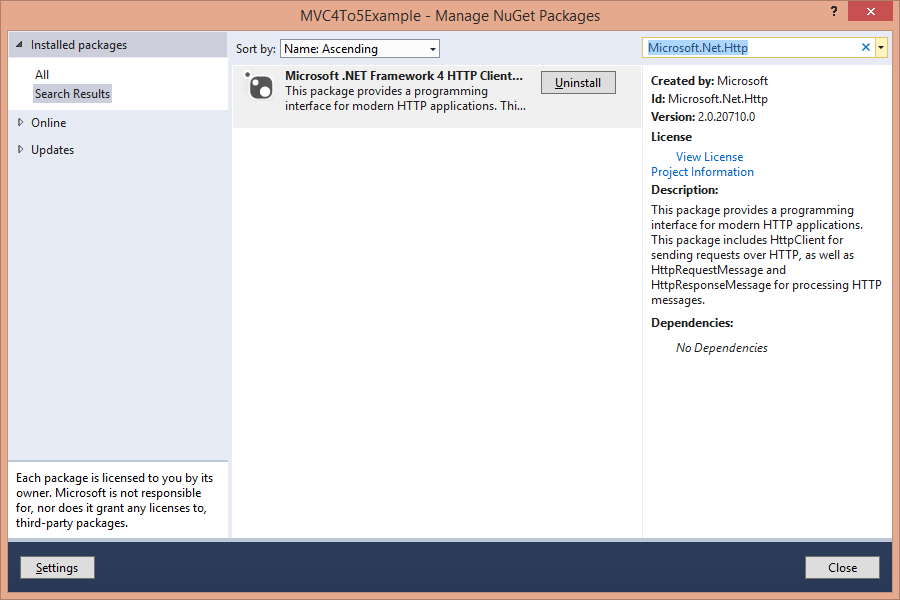 MVC4To5Example - Manage NuGet Packages
?
Installed packages
All
Search Results
Online
Updates
Each package is licensed to you by its
owner. Microsoft is not responsible
for, nor does it grant any licenses to,
third-party packages.
Sort by: Name: Ascending
Microsoft .NET Framework 4 HTTP Client...
This package provides a programming
interface for modern HTTP applications. Thi...
Uninstall
Microsoft.Net.Http
Created by: Microsoft
Id: Microsoft.Net.Http
Version: 2.0.20710.0
License
View License
Project Information
Description:
This package provides a programming
interface for modern HTTP applications.
This package includes HttpClient for
sending requests over HTTP, as well as
HttpRequestMessage and
HttpResponseMessage for processing HTTP
messages.
Dependencies:
No Dependencies
Settings
Close